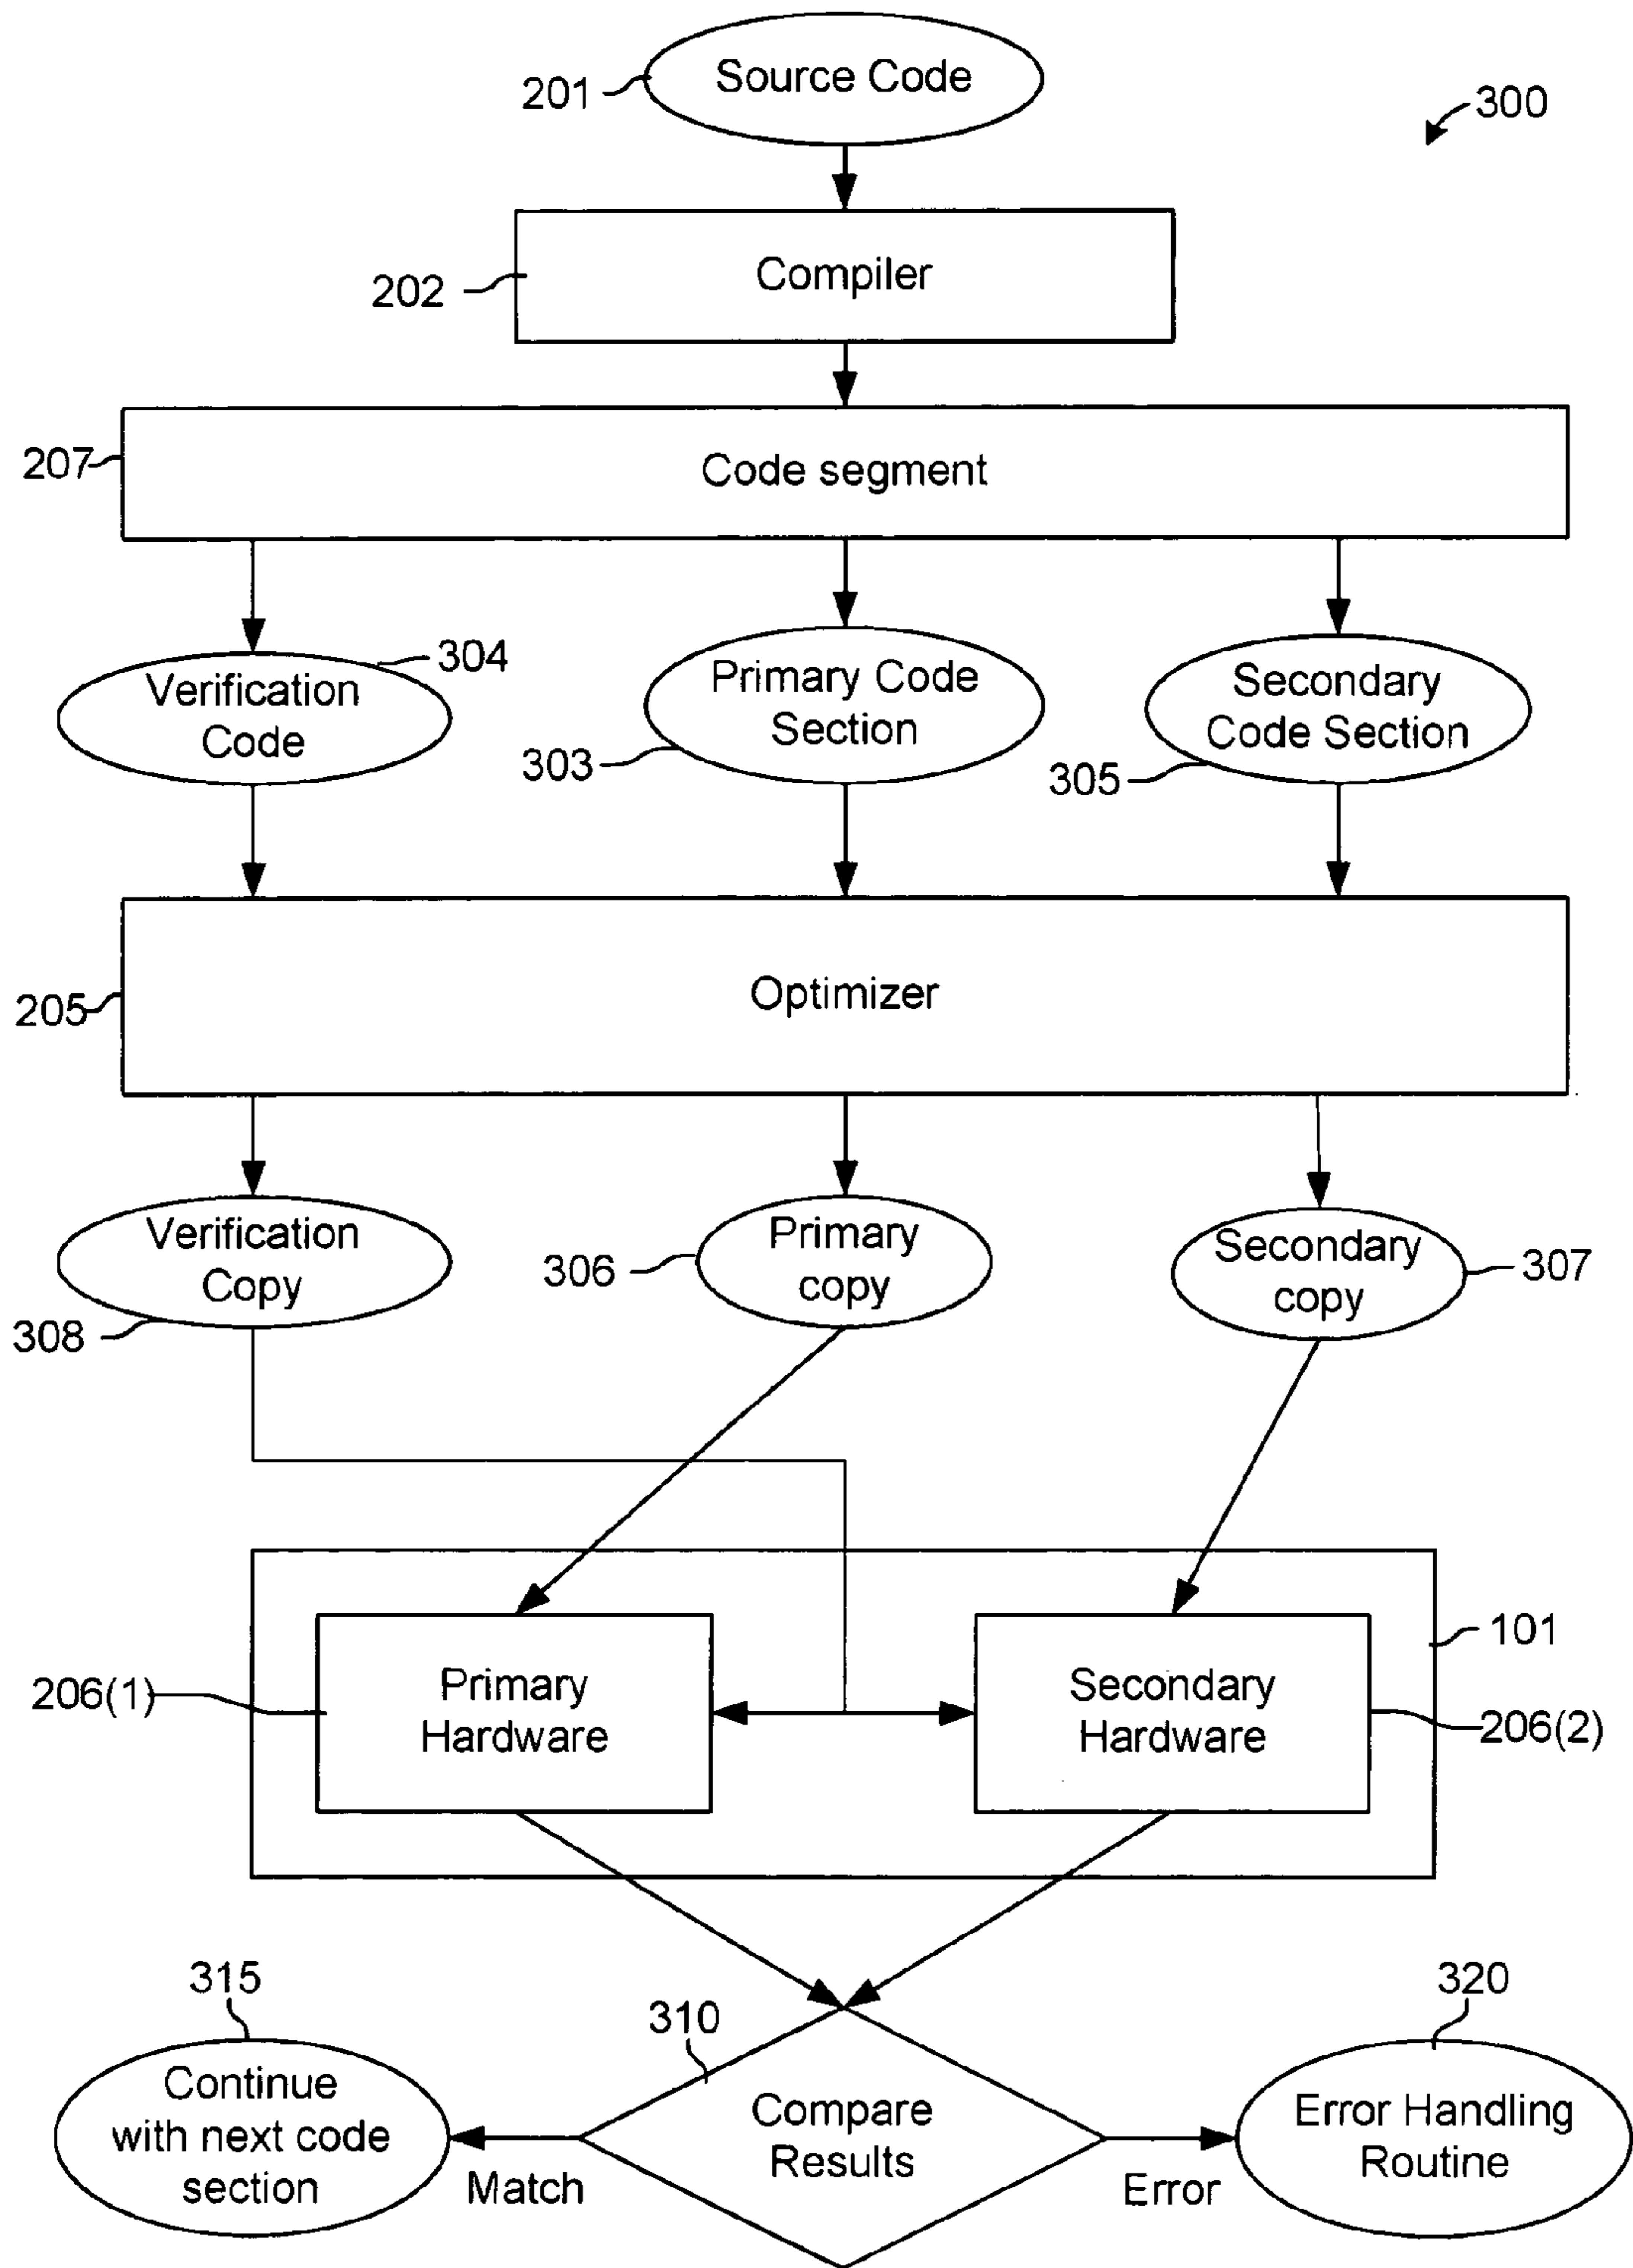 Source Code
201
300
Compiler
202
Code segment
207
304
Verification
Code
Primary Code
Section
303
Secondary
Code Section
305
Optimizer
205
Verification
Copy
308
Primary
copy
306
Secondary
copy
307
101
Primary
Hardware
206(1)
Secondary
Hardware
206(2)
315
310
320
Continue
with next code
section
Match
Compare
Results
Error
Error Handling
Routine